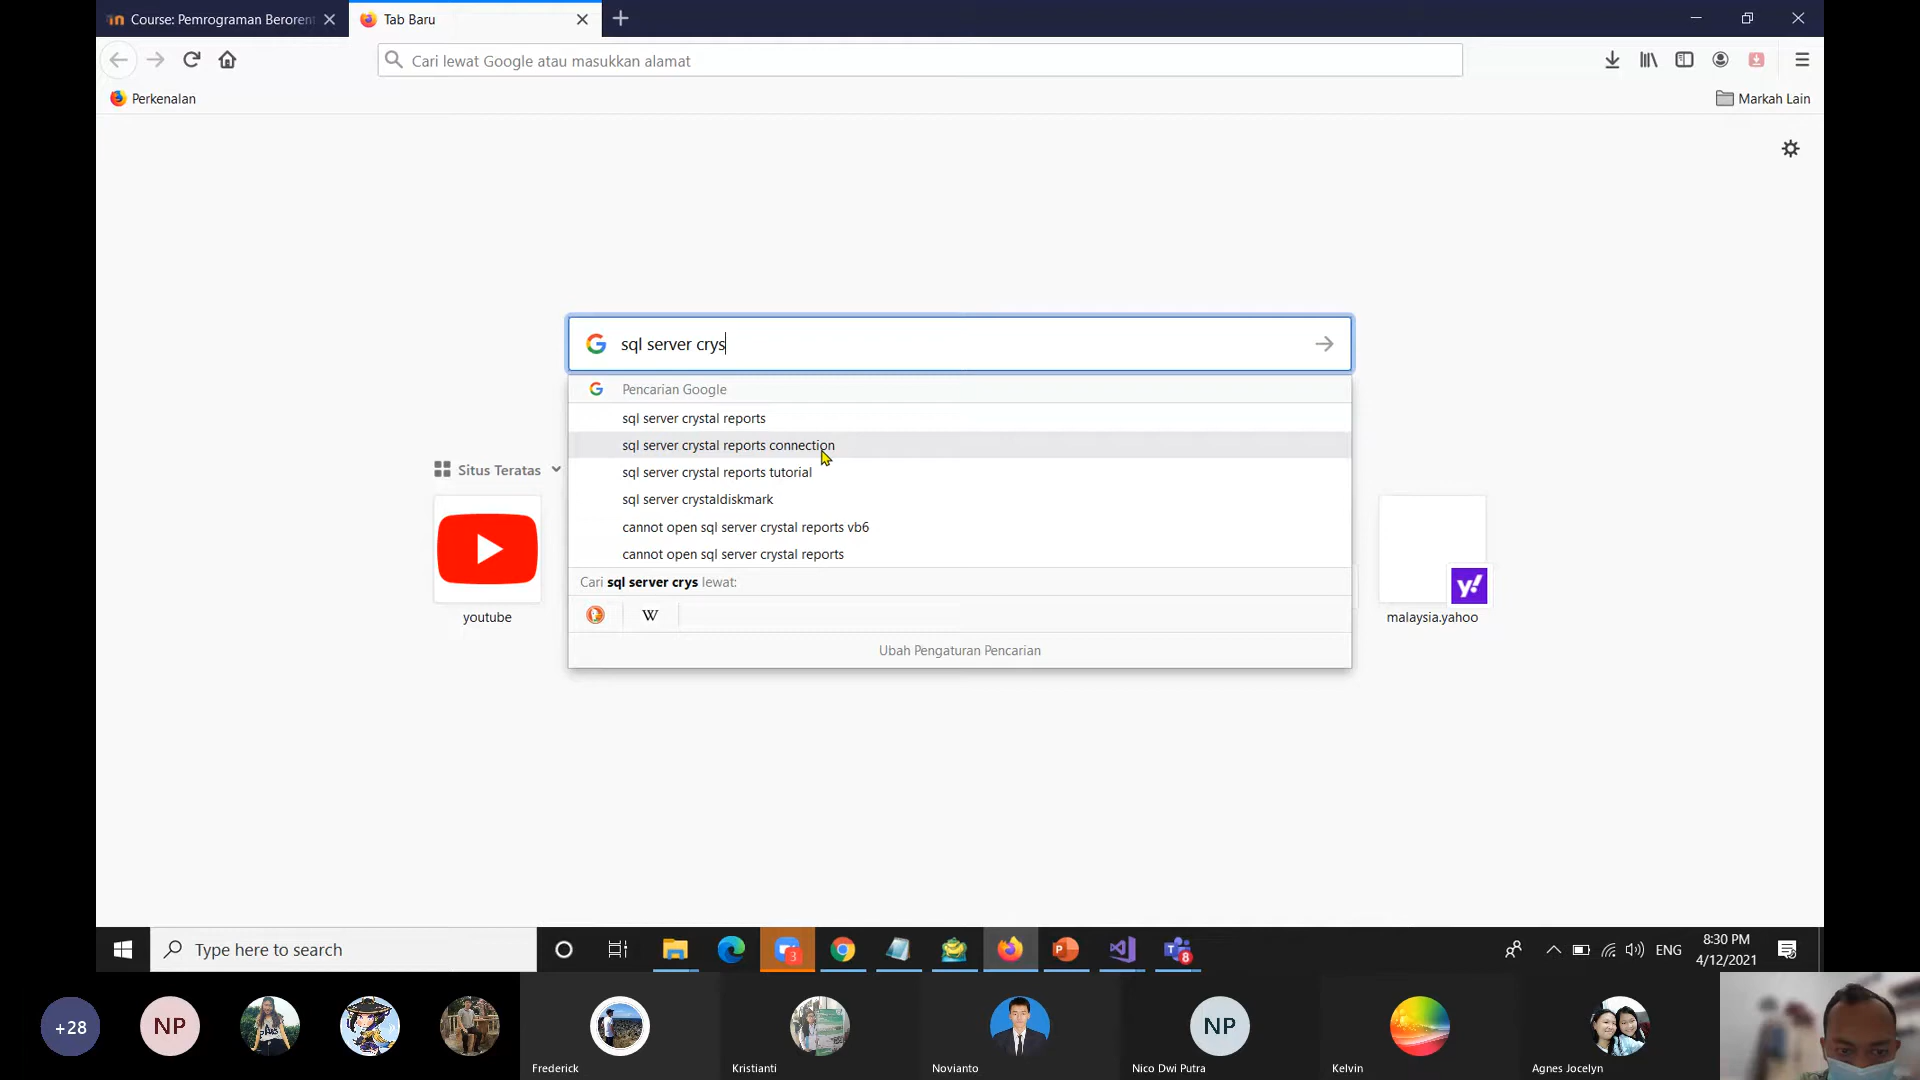 Course: Pemrograman Berorent
Tab Baru
Cari lewat Google atau masukkan alamat
Perkenalan
Markah Lain
sql server crys
Pencarian Google
sql server crystal reports
sql server crystal reports connection
sql server crystal reports tutorial
sql server crystaldiskmark
cannot open sql server crystal reports vb6
cannot open sql server crystal reports
Cari sql server crys lewat:
W
Ubah Pengaturan Pencarian
Situs Teratas
youtube
y!
malaysia.yahoo
Type here to search
3
8
ENG
8:30 PM
4/12/2021
+28
NP
NP
Frederick
Kristianti
Novianto
Nico Dwi Putra
Kelvin
Agnes Jocelyn